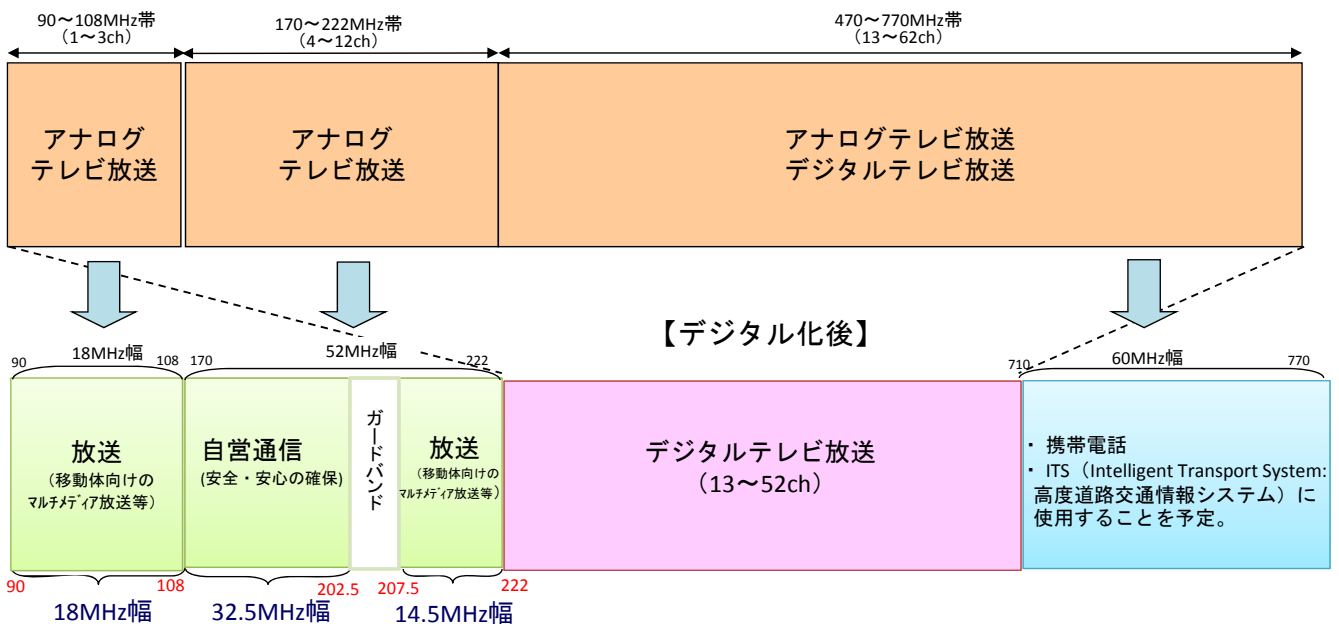 90～108MHz帯
（1～3ch）
170～222MHz帯
（4～12ch）
470～770MHz帯
（13～62ch）
アナログ
テレビ放送
アナログ
テレビ放送
アナログテレビ放送
デジタルテレビ放送
【デジタル化後】
90
18MHz幅
108
170
52MHz幅
222
710
60MHz幅
770
放送
（移動体向けの
マルチメディア放送等）
自営通信
(安全・安心の確保)
ガードバンド
放送
（移動体向けの
マルチメディア放送等）
デジタルテレビ放送
（13～52ch）
・ 携帯電話
・ ITS（Intelligent Transport System:
高度道路交通情報システム）に
使用することを予定。
90
108
202.5
207.5
222
18MHz幅
32.5MHz幅
14.5MHz幅